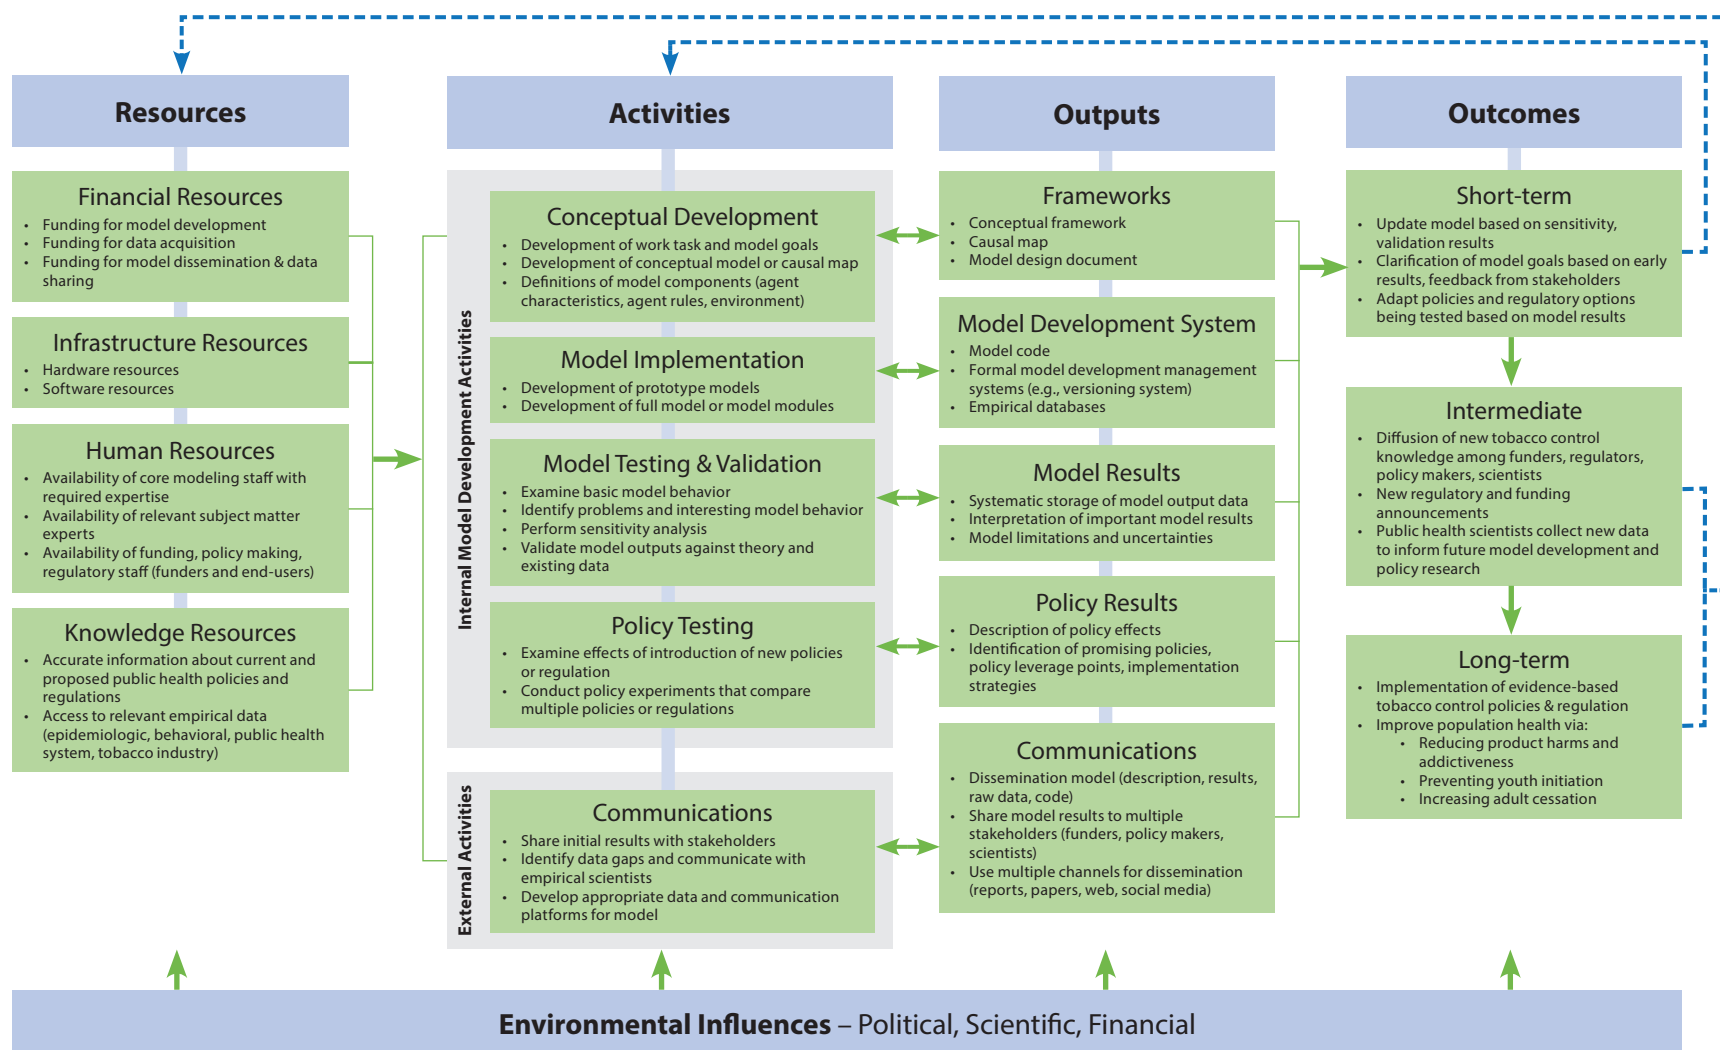 Resources
Financial Resources
• Funding for model development
• Funding for data acquisition
• Funding for model dissemination & data
sharing
Infrastructure Resources
• Hardware resources
• Software resources
Human Resources
• Availability of core modeling staff with
required expertise
• Availability of relevant subject matter
experts
• Availability of funding, policy making,
regulatory staff (funders and end-users)
Knowledge Resources
• Accurate information about current and
proposed public health policies and
regulations
• Access to relevant empirical data
(epidemiologic, behavioral, public health
system, tobacco industry)
Activities
Internal Model Development Activities
Conceptual Development
• Development of work task and model goals
• Development of conceptual model or causal map
• Definitions of model components (agent
characteristics, agent rules, environment)
Model Implementation
• Development of prototype models
• Development of full model or model modules
Model Testing & Validation
• Examine basic model behavior
• Identify problems and interesting model behavior
• Perform sensitivity analysis
• Validate model outputs against theory and
existing data
Policy Testing
• Examine effects of introduction of new policies
or regulation
• Conduct policy experiments that compare
multiple policies or regulations
External Activities
Communications
• Share initial results with stakeholders
• Identify data gaps and communicate with
empirical scientists
• Develop appropriate data and communication
platforms for model
Outputs
Frameworks
• Conceptual framework
• Causal map
• Model design document
Model Development System
• Model code
• Formal model development management
systems (e.g., versioning system)
• Empirical databases
Model Results
• Systematic storage of model output data
• Interpretation of important model results
• Model limitations and uncertainties
Policy Results
• Description of policy effects
• Identification of promising policies,
policy leverage points, implementation
strategies
Communications
• Dissemination model (description, results,
raw data, code)
• Share model results to multiple
stakeholders (funders, policy makers,
scientists)
• Use multiple channels for dissemination
(reports, papers, web, social media)
Outcomes
Short-term
• Update model based on sensitivity,
validation results
• Clarification of model goals based on early
results, feedback from stakeholders
• Adapt policies and regulatory options
being tested based on model results
Intermediate
• Diffusion of new tobacco control
knowledge among funders, regulators,
policy makers, scientists
• New regulatory and funding
announcements
• Public health scientists collect new data
to inform future model development and
policy research
Long-term
• Implementation of evidence-based
tobacco control policies & regulation
• Improve population health via:
• Reducing product harms and
addictiveness
• Preventing youth initiation
• Increasing adult cessation
Environmental Influences – Political, Scientific, Financial